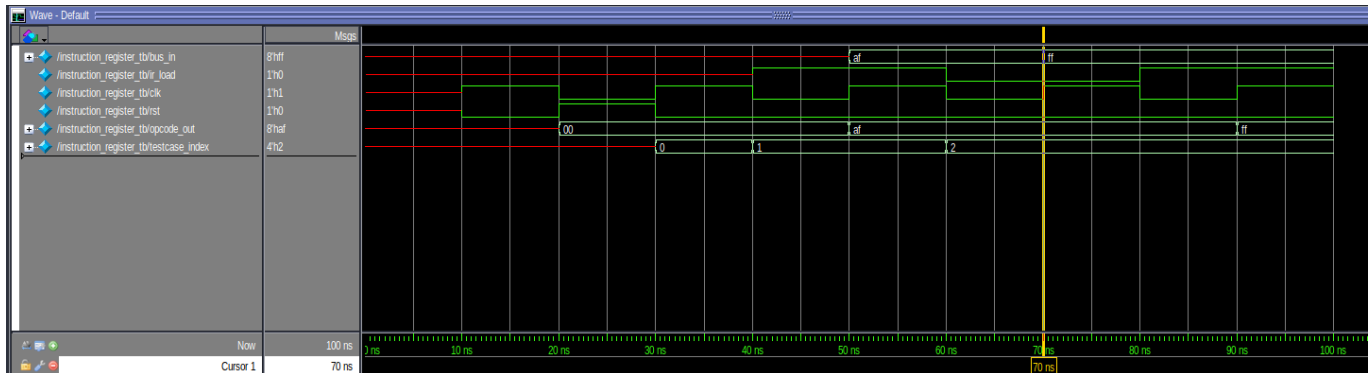 Wave - Default
Msgs
/instruction_register_tb/bus_in 8'hff af ff
/instruction_register_tb/ir_load 1'h0
/instruction_register_tb/clk 1'h1
/instruction_register_tb/rst 1'h0
/instruction_register_tb/opcode_out 8'haf 00 af ff
/instruction_register_tb/testcase_index 4'h2 0 1 2
Now 100 ns
ns 10 ns 20 ns 30 ns 40 ns 50 ns 60 ns 70 ns 80 ns 90 ns 100 ns
Cursor 1 70 ns 70 ns